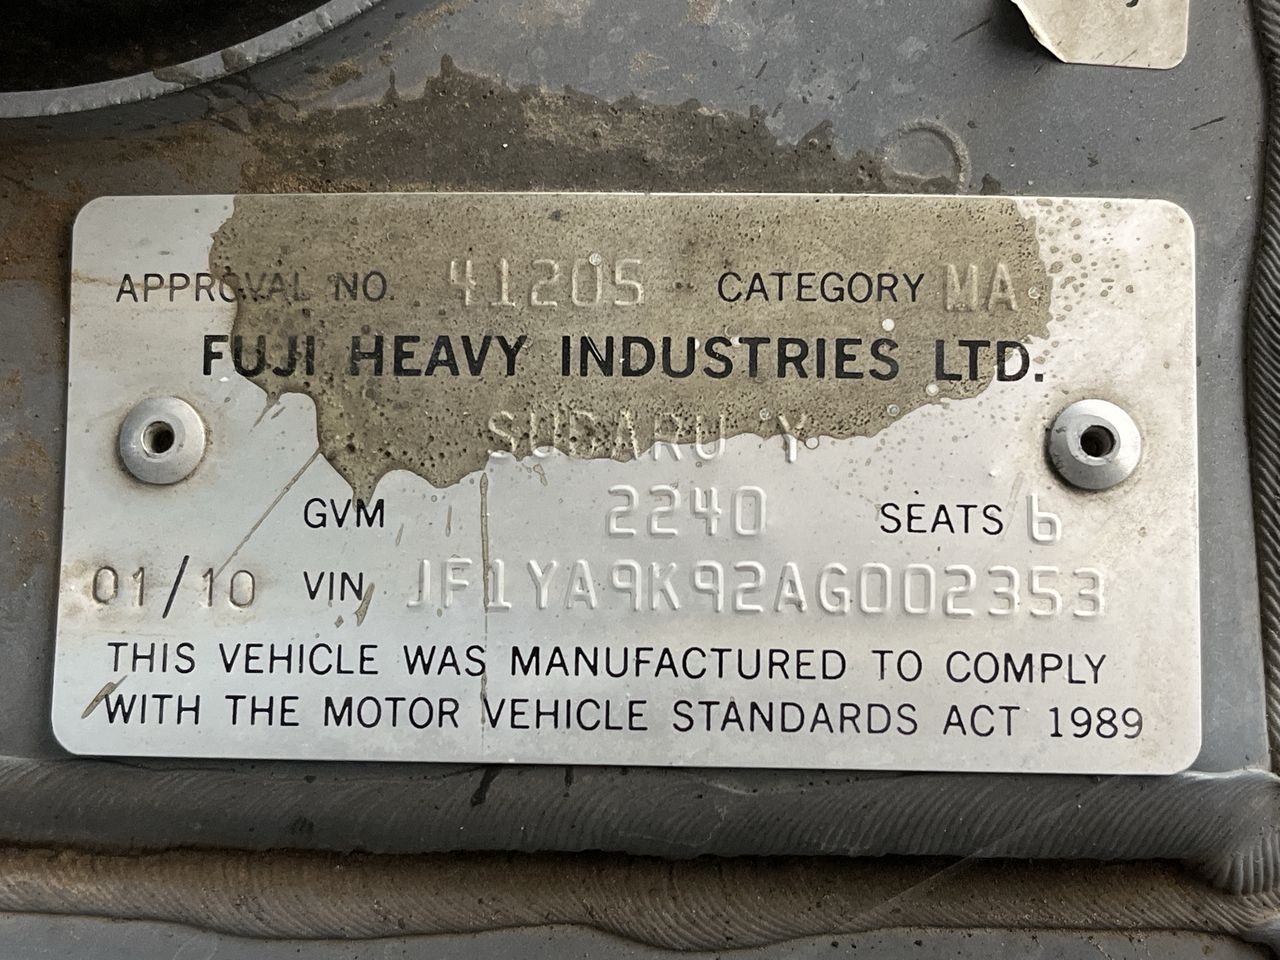 APPROVAL NO. 41205 CATEGORY MA
FUJI HEAVY INDUSTRIES LTD.
SUBARU Y
GVM 2240 SEATS 6
01/10 VIN JF1YA9K92AG002353
THIS VEHICLE WAS MANUFACTURED TO COMPLY
WITH THE MOTOR VEHICLE STANDARDS ACT 1989